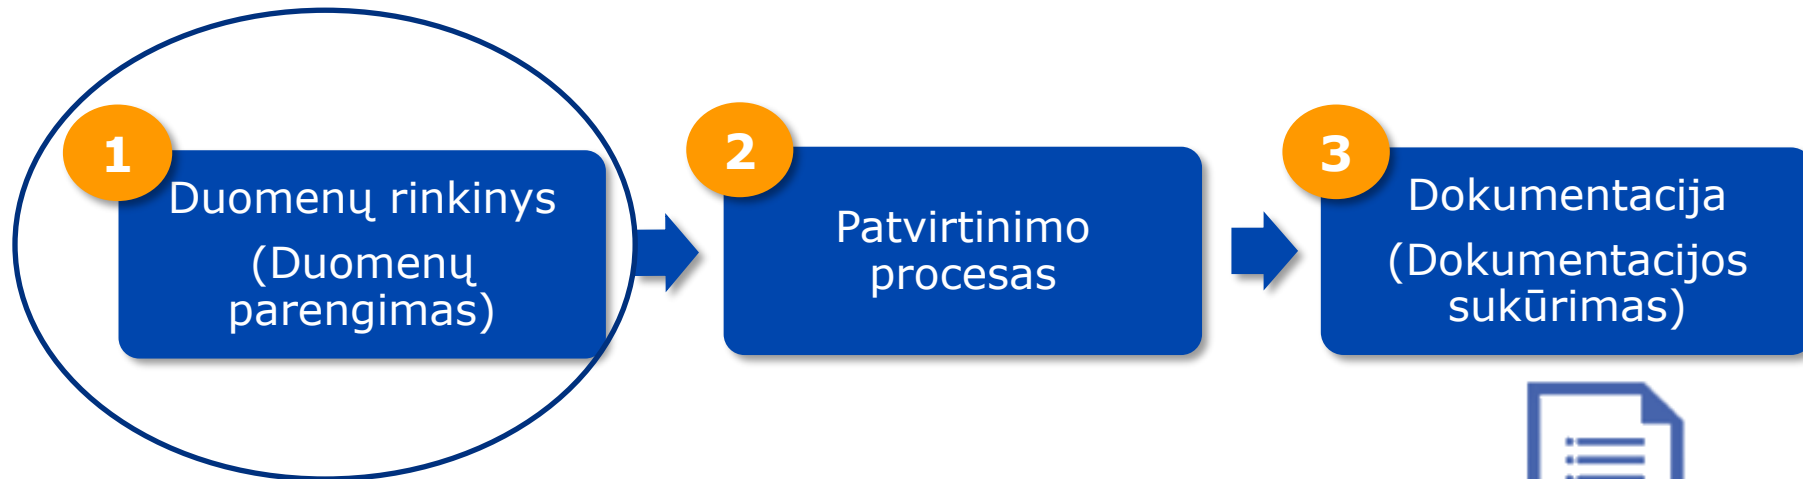 1
Duomenų rinkinys
(Duomenų
parengimas)
2
Patvirtinimo
procesas
3
Dokumentacija
(Dokumentacijos
sukūrimas)